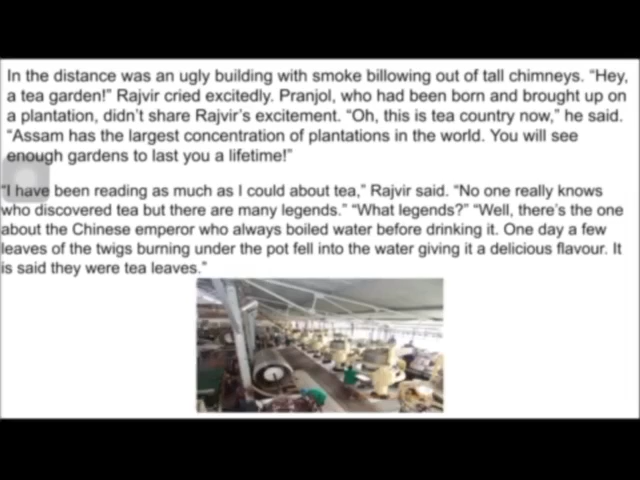 In the distance was an ugly building with smoke billowing out of tall chimneys. “Hey,
a tea garden!” Rajvir cried excitedly. Pranjol, who had been born and brought up on
a plantation, didn’t share Rajvir’s excitement. “Oh, this is tea country now,” he said.
“Assam has the largest concentration of plantations in the world. You will see
enough gardens to last you a lifetime!”
“I have been reading as much as I could about tea,” Rajvir said. “No one really knows
who discovered tea but there are many legends.” “What legends?” “Well, there’s the one
about the Chinese emperor who always boiled water before drinking it. One day a few
leaves of the twigs burning under the pot fell into the water giving it a delicious flavour. It
is said they were tea leaves.”